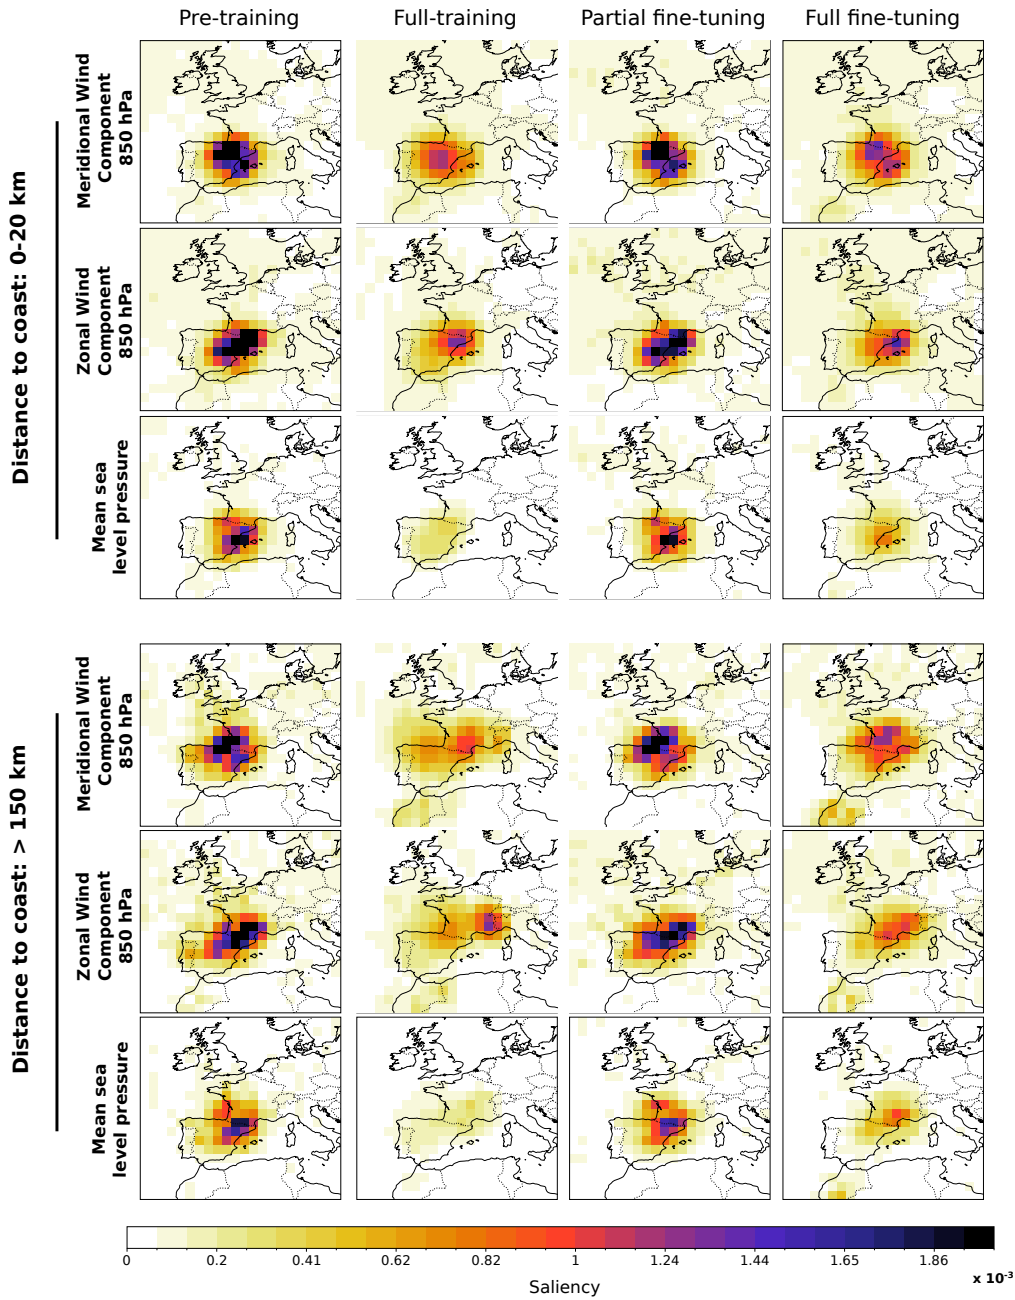 Pre-training Full-training Partial fine-tuning Full fine-tuning
Distance to coast: 0-20 km
Meridional Wind
Component
850 hPa
Zonal Wind
Component
850 hPa
Mean sea
level pressure
Distance to coast: > 150 km
Meridional Wind
Component
850 hPa
Zonal Wind
Component
850 hPa
Mean sea
level pressure
0 0.2 0.41 0.62 0.82 1 1.24 1.44 1.65 1.86
x 10⁻³
Saliency